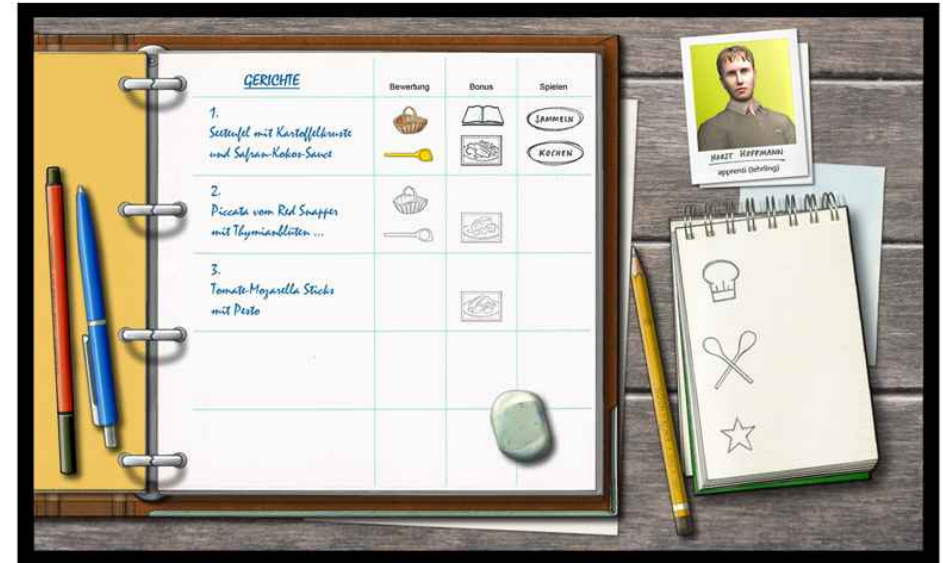 GERICHTE
Bewertung
Bonus
Spielen
1.
Seeteufel mit Kartoffelkruste
und Safran-Kokos-Sauce
SAMMELN
KOCHEN
2.
Piccata vom Red Snapper
mit Thymianblüten ...
3.
Tomate-Mozarella Sticks
mit Pesto
HORST HOFFMANN
apprenti (lehrling)